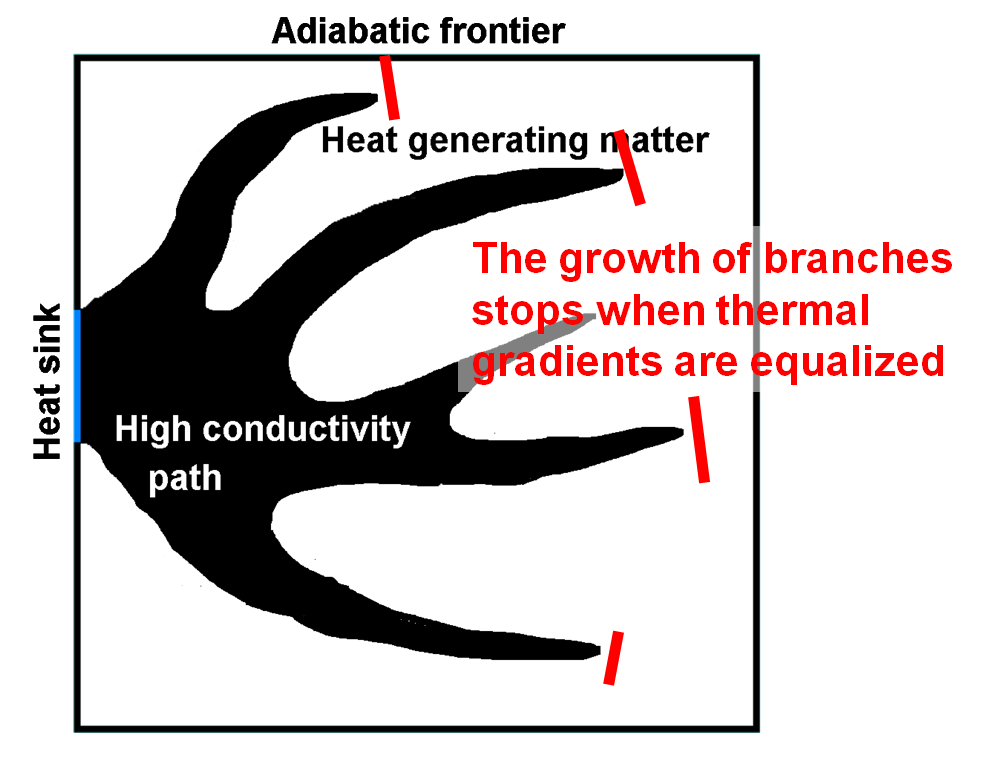 Adiabatic frontier
Heat generating matter
The growth of branches
stops when thermal
gradients are equalized
Heat sink
High conductivity
path